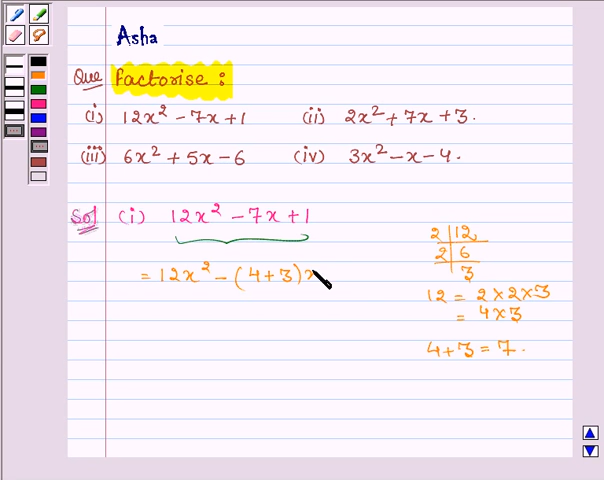 Asha
Que Factorise :
(i) 12x² - 7x + 1 (ii) 2x² + 7x + 3.
(iii) 6x² + 5x - 6 (iv) 3x² - x - 4.
Sol (i) 12x² - 7x + 1
= 12x² - (4 + 3) x
2 | 12
2 | 6
3
12 = 2 × 2 × 3
= 4 × 3
4 + 3 = 7.